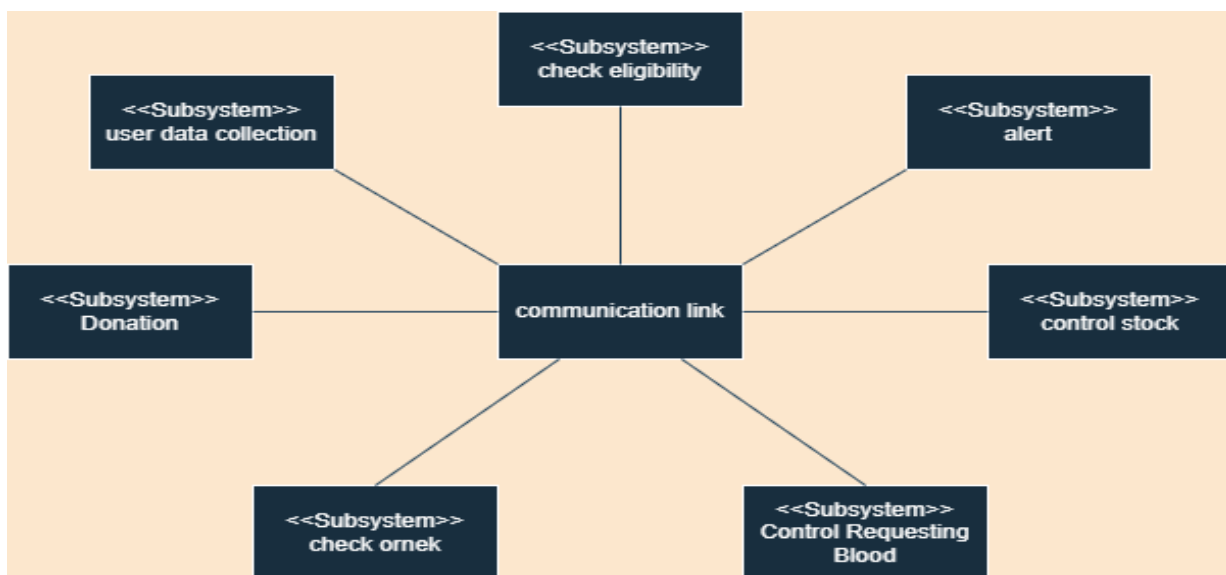 <<Subsystem>>
check eligibility
<<Subsystem>>
user data collection
<<Subsystem>>
alert
<<Subsystem>>
Donation
communication link
<<Subsystem>>
control stock
<<Subsystem>>
check ornek
<<Subsystem>>
Control Requesting
Blood